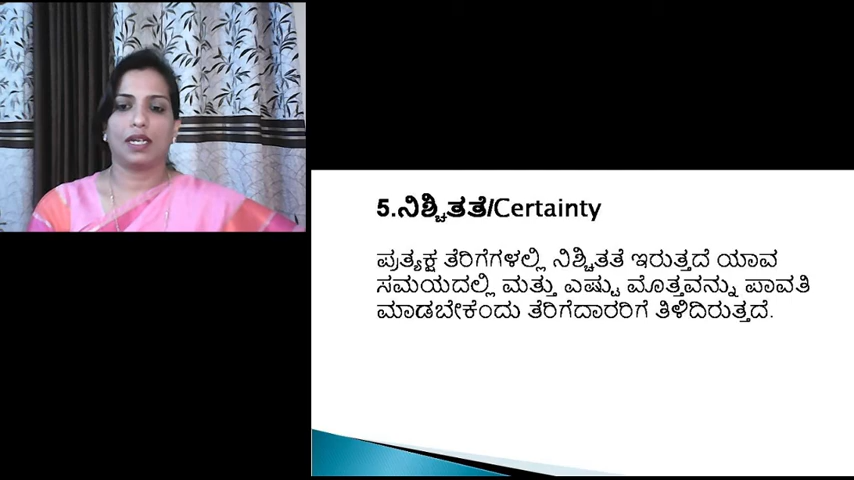 5.ನಿಶ್ಚಿತತೆ/Certainty
ಪ್ರತ್ಯಕ್ಷ ತೆರಿಗೆಗಳಲ್ಲಿ ನಿಶ್ಚಿತತೆ ಇರುತ್ತದೆ ಯಾವ
ಸಮಯದಲ್ಲಿ ಮತ್ತು ಎಷ್ಟು ಮೊತ್ತವನ್ನು ಪಾವತಿ
ಮಾಡಬೇಕೆಂದು ತೆರಿಗೆದಾರರಿಗೆ ತಿಳಿದಿರುತ್ತದೆ.